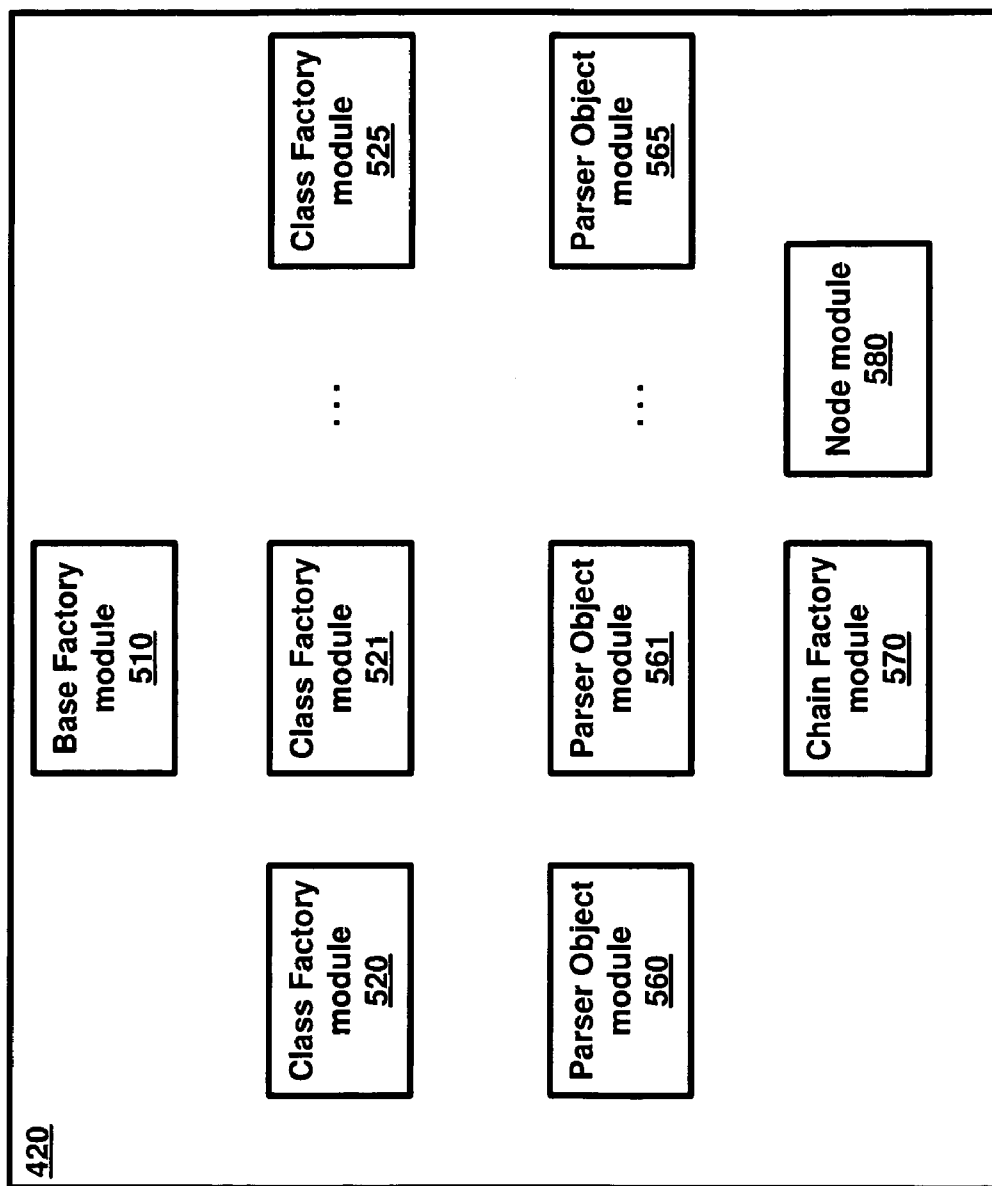 420
Base Factory
module
510
Class Factory
module
520
Class Factory
module
521
...
Class Factory
module
525
Parser Object
module
560
Parser Object
module
561
...
Parser Object
module
565
Chain Factory
module
570
Node module
580